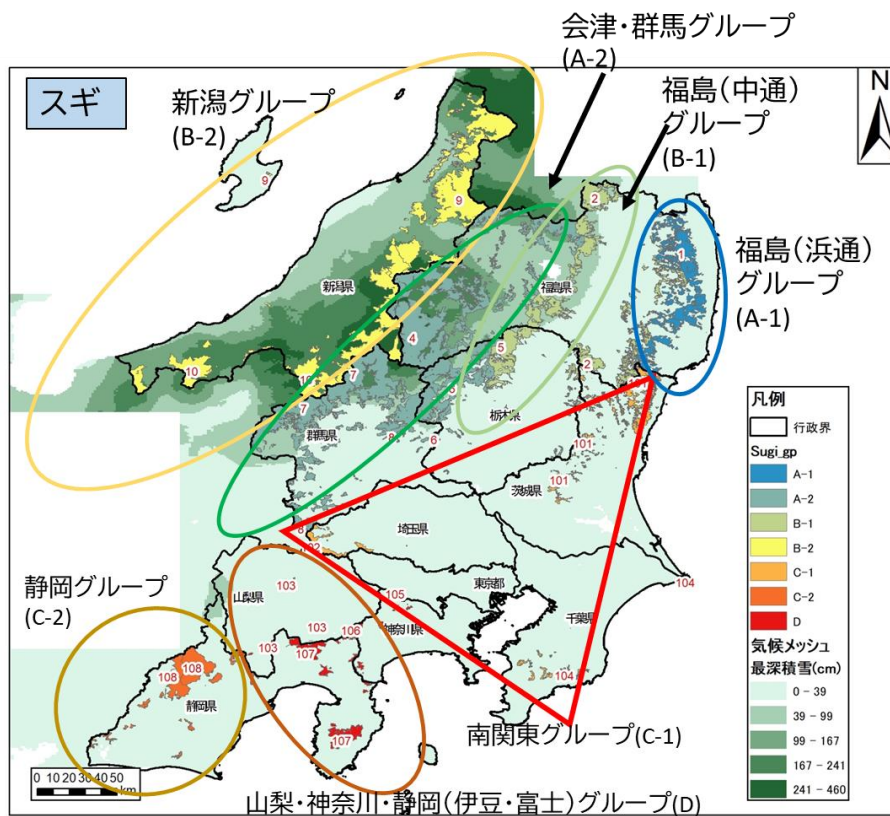 会津・群馬グループ
(A-2)
スギ
新潟グループ
(B-2)
福島(中通)
グループ
(B-1)
N
9
2
9
1
福島(浜通)
グループ
(A-1)
新潟県
福島県
4
5
2
10
10
7
7
栃木県
群馬県
8
6
6
101
101
茨城県
8
102
埼玉県
静岡グループ
(C-2)
山梨県
103
東京都
105
104
103
106
神奈川県
千葉県
103
107
108
108
104
静岡県
107
南関東グループ(C-1)
0 10 20 30 40 50
km
山梨・神奈川・静岡(伊豆・富士)グループ(D)
凡例
行政界
Sugi_gp
A-1
A-2
B-1
B-2
C-1
C-2
D
気候メッシュ
最深積雪(cm)
0 - 39
39 - 99
99 - 167
167 - 241
241 - 460